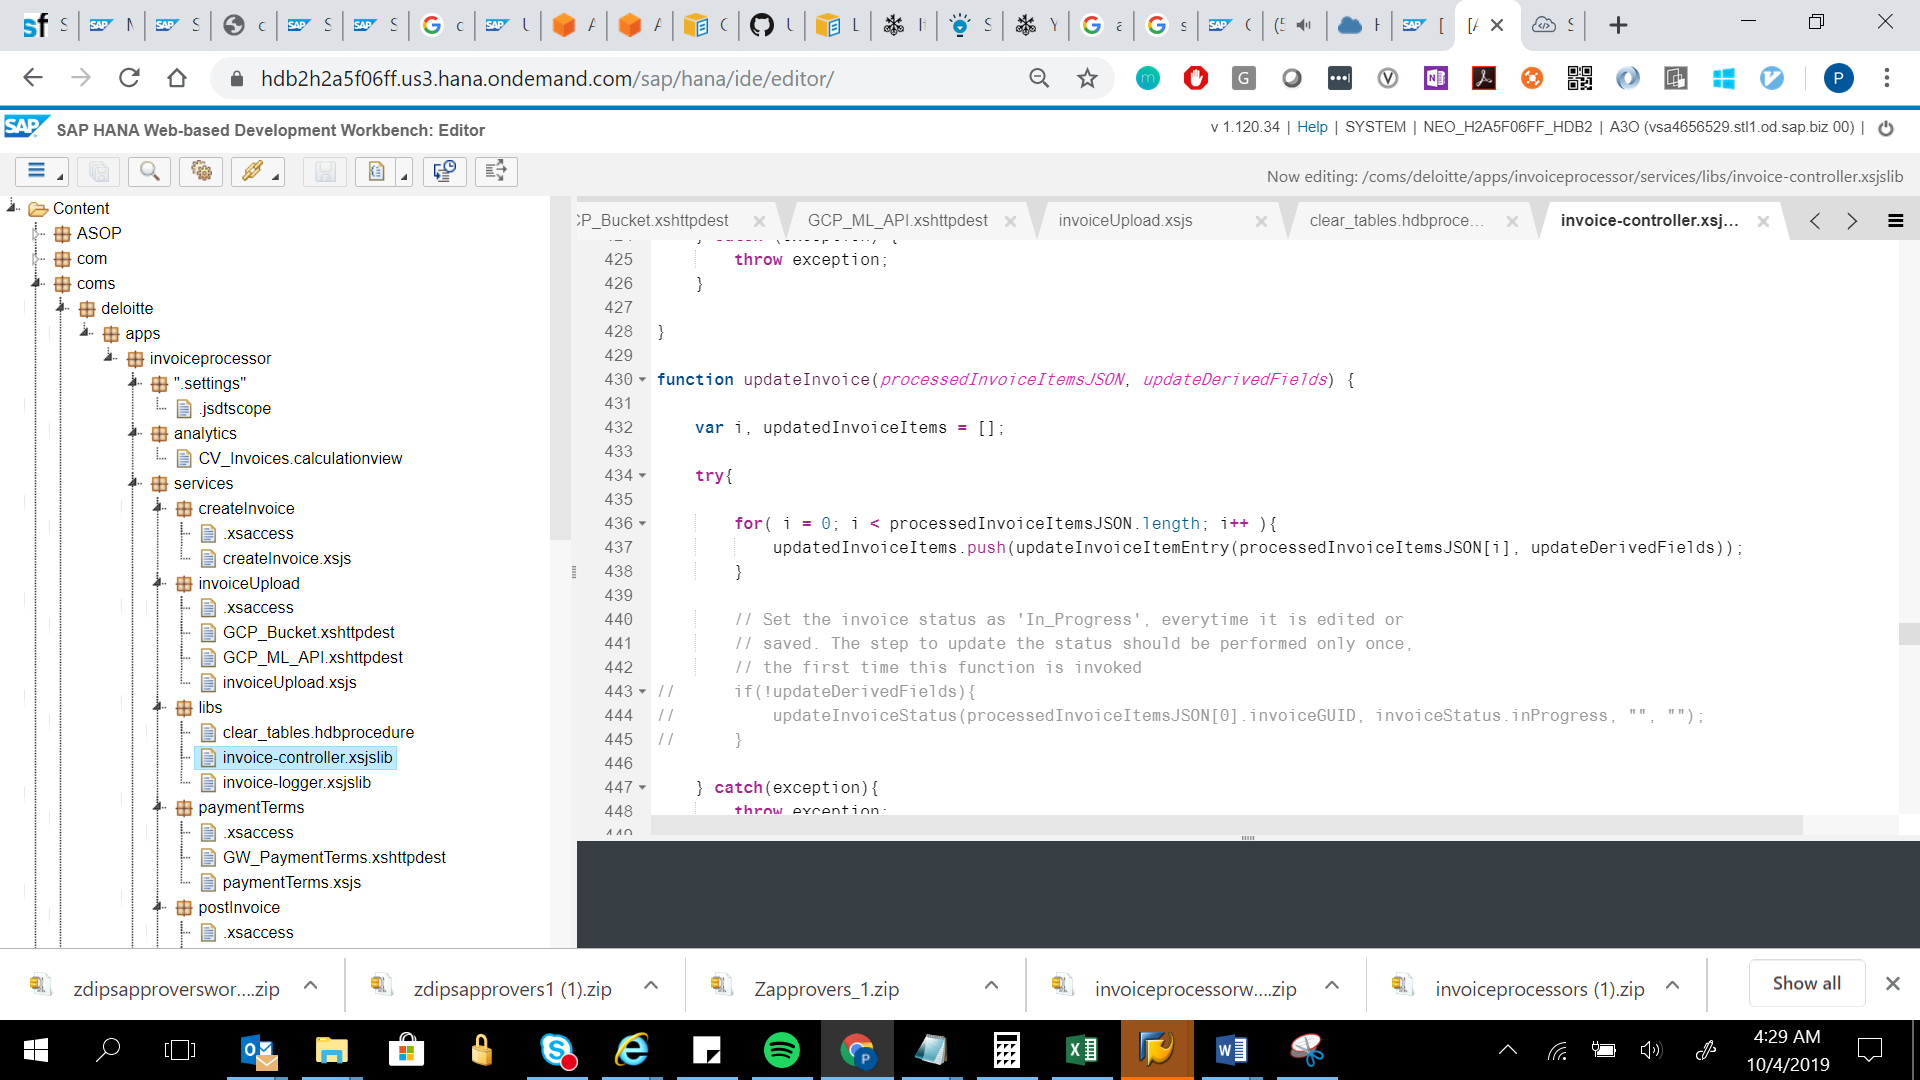 hdb2h2a5f06ff.us3.hana.ondemand.com/sap/hana/ide/editor/
SAP SAP HANA Web-based Development Workbench: Editor
v 1.120.34 | Help | SYSTEM | NEO_H2A5F06FF_HDB2 | A3O (vsa4656529.stl1.od.sap.biz 00) |
Now editing: /coms/deloitte/apps/invoiceprocessor/services/libs/invoice-controller.xsjslib
Content
ASOP
com
coms
deloitte
apps
invoiceprocessor
".settings"
.jsdtscope
analytics
CV_Invoices.calculationview
services
createInvoice
.xsaccess
createInvoice.xsjs
invoiceUpload
.xsaccess
GCP_Bucket.xshttpdest
GCP_ML_API.xshttpdest
invoiceUpload.xsjs
libs
clear_tables.hdbprocedure
invoice-controller.xsjslib
invoice-logger.xsjslib
paymentTerms
.xsaccess
GW_PaymentTerms.xshttpdest
paymentTerms.xsjs
postInvoice
.xsaccess
CP_Bucket.xshttpdest
GCP_ML_API.xshttpdest
invoiceUpload.xsjs
clear_tables.hdbproce...
invoice-controller.xsj...
424 } catch (exception) {
425 throw exception;
426 }
427
428 }
429
430 function updateInvoice(processedInvoiceItemsJSON, updateDerivedFields) {
431
432 var i, updatedInvoiceItems = [];
433
434 try{
435
436 for( i = 0; i < processedInvoiceItemsJSON.length; i++ ){
437 updatedInvoiceItems.push(updateInvoiceItemEntry(processedInvoiceItemsJSON[i], updateDerivedFields));
438 }
439
440 // Set the invoice status as 'In_Progress', everytime it is edited or
441 // saved. The step to update the status should be performed only once,
442 // the first time this function is invoked
443 // if(!updateDerivedFields){
444 // updateInvoiceStatus(processedInvoiceItemsJSON[0].invoiceGUID, invoiceStatus.inProgress, "", "");
445 // }
446
447 } catch(exception){
448 throw exception;
449
zdipsapproverswor....zip
zdipsapprovers1 (1).zip
Zapprovers_1.zip
invoiceprocessorw....zip
invoiceprocessors (1).zip
Show all
4:29 AM
10/4/2019